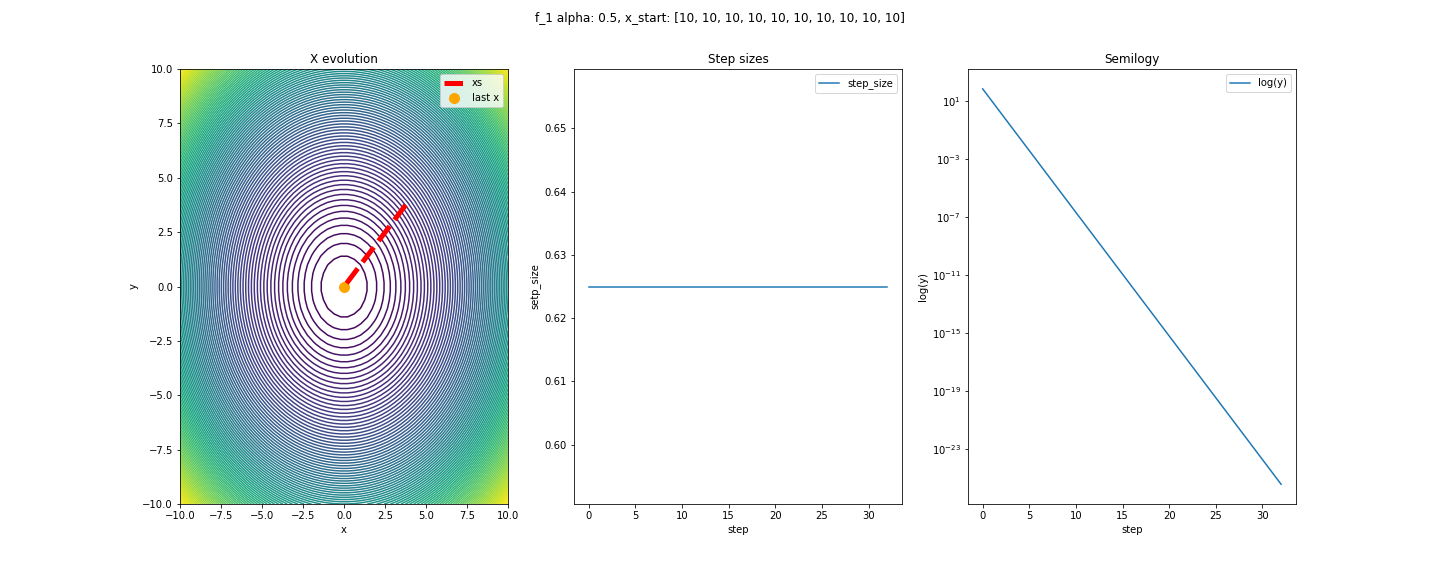 f_1 alpha: 0.5, x_start: [10, 10, 10, 10, 10, 10, 10, 10, 10, 10]
X evolution
10.0
7.5
5.0
2.5
0.0
−2.5
−5.0
−7.5
−10.0
y
xs
last x
−10.0 −7.5 −5.0 −2.5 0.0 2.5 5.0 7.5 10.0
x
Step sizes
step_size
0.65
0.64
0.63
0.62
0.61
0.60
setp_size
0 5 10 15 20 25 30
step
Semilogy
log(y)
10^1
10^−3
10^−7
10^−11
10^−15
10^−19
10^−23
log(y)
0 5 10 15 20 25 30
step